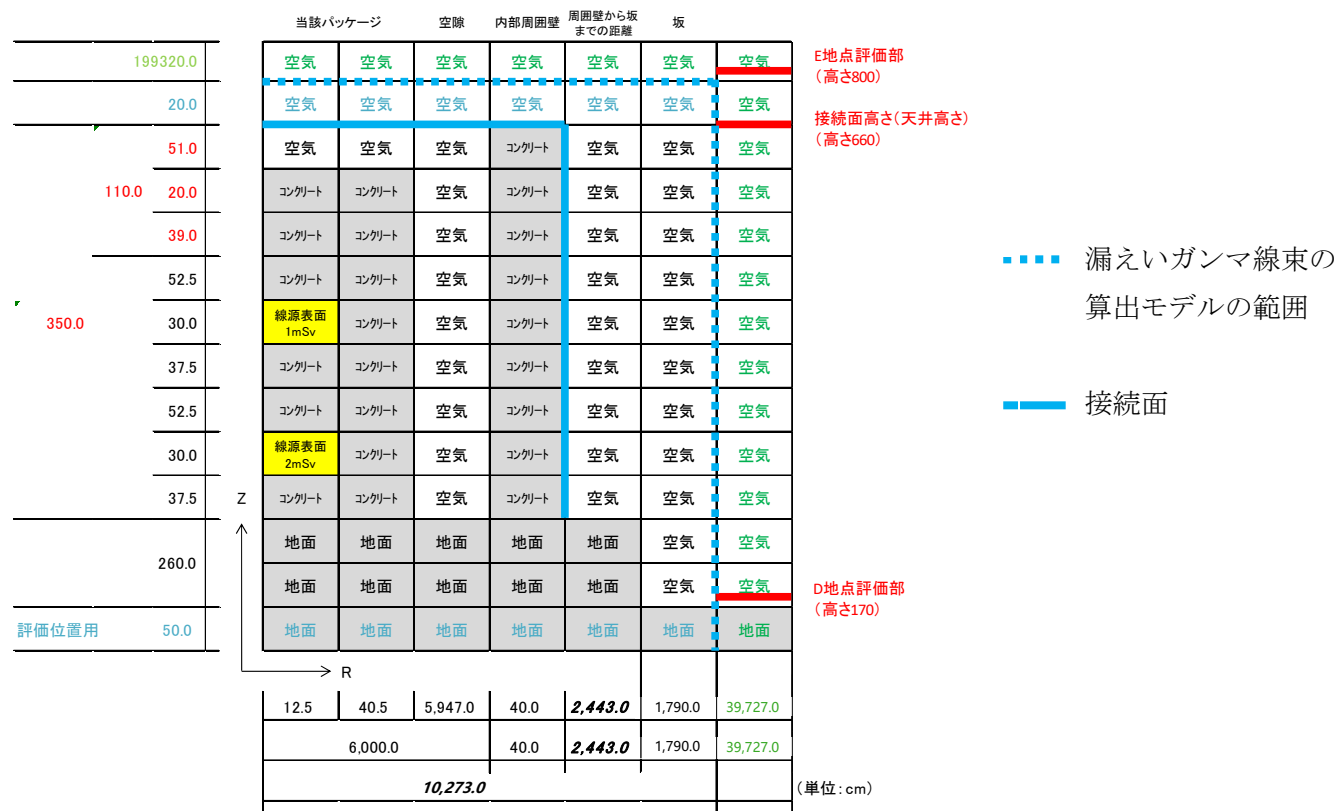 当該パッケージ 空隙 内部周囲壁 周囲壁から坂 坂
までの距離
199320.0 空気 空気 空気 空気 空気 空気 空気 E地点評価部
(高さ800)
20.0 空気 空気 空気 空気 空気 空気 空気 接続面高さ(天井高さ)
(高さ660)
51.0 空気 空気 空気 コンクリート 空気 空気 空気
110.0 20.0 コンクリート コンクリート 空気 コンクリート 空気 空気 空気
39.0 コンクリート コンクリート 空気 コンクリート 空気 空気 空気
52.5 コンクリート コンクリート 空気 コンクリート 空気 空気 空気
漏えいガンマ線束の
算出モデルの範囲
350.0 30.0 線源表面 コンクリート 空気 コンクリート 空気 空気 空気
1mSv
37.5 コンクリート コンクリート 空気 コンクリート 空気 空気 空気
52.5 コンクリート コンクリート 空気 コンクリート 空気 空気 空気
接続面
30.0 線源表面 コンクリート 空気 コンクリート 空気 空気 空気
2mSv
37.5 Z コンクリート コンクリート 空気 コンクリート 空気 空気 空気
地面 地面 地面 地面 地面 空気 空気
260.0
地面 地面 地面 地面 地面 空気 空気 D地点評価部
(高さ170)
評価位置用 50.0 地面 地面 地面 地面 地面 地面 地面
R
12.5 40.5 5,947.0 40.0 2,443.0 1,790.0 39,727.0
6,000.0 40.0 2,443.0 1,790.0 39,727.0
10,273.0 (単位:cm)